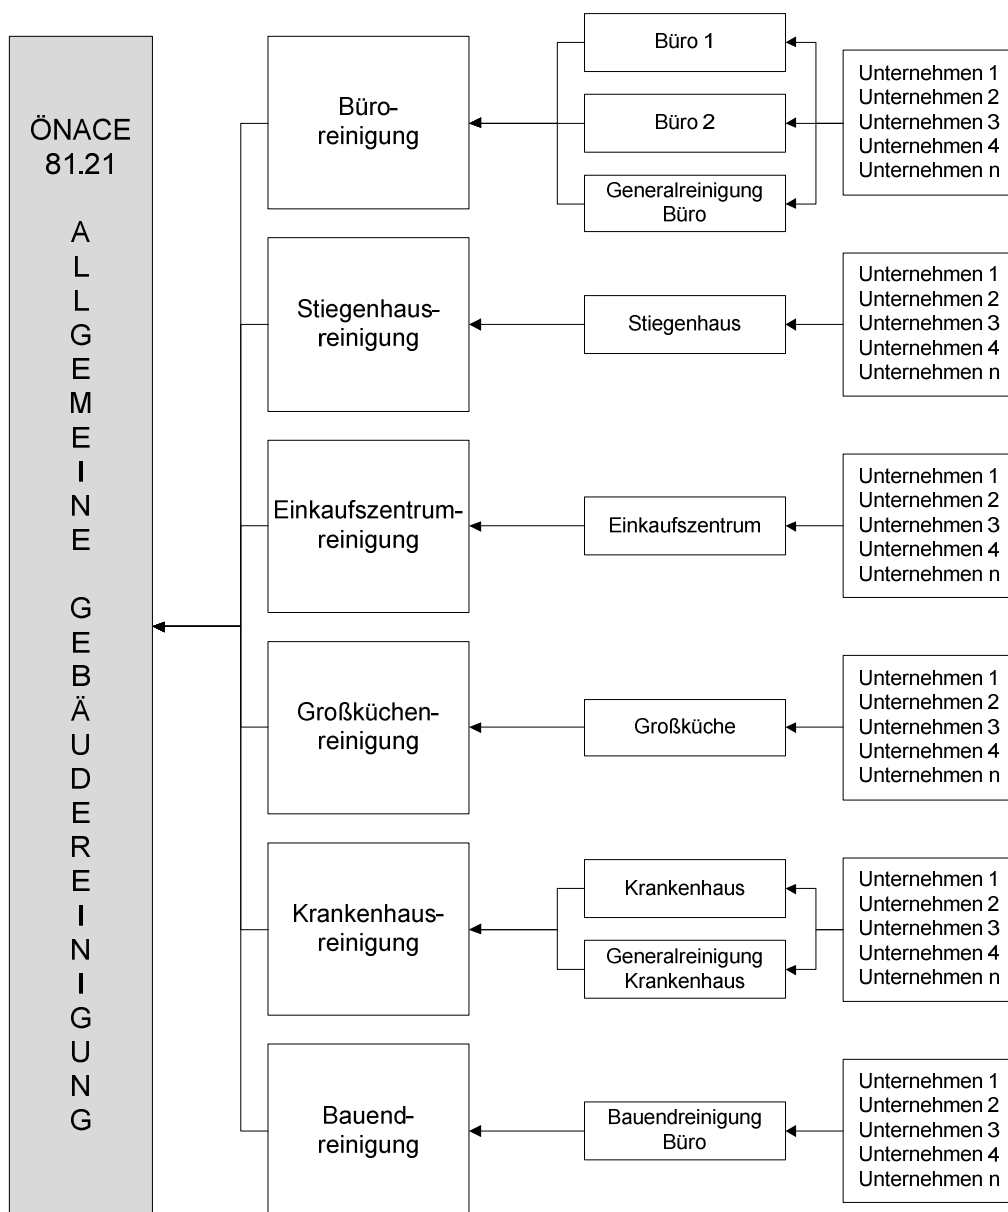 ÖNACE
81.21
ALLGEMEINE GEBÄUDEREINIGUNG
Büro-
reinigung
Büro 1
Büro 2
Generalreinigung
Büro
Unternehmen 1
Unternehmen 2
Unternehmen 3
Unternehmen 4
Unternehmen n
Stiegenhaus-
reinigung
Stiegenhaus
Unternehmen 1
Unternehmen 2
Unternehmen 3
Unternehmen 4
Unternehmen n
Einkaufszentrum-
reinigung
Einkaufszentrum
Unternehmen 1
Unternehmen 2
Unternehmen 3
Unternehmen 4
Unternehmen n
Großküchen-
reinigung
Großküche
Unternehmen 1
Unternehmen 2
Unternehmen 3
Unternehmen 4
Unternehmen n
Krankenhaus-
reinigung
Krankenhaus
Generalreinigung
Krankenhaus
Unternehmen 1
Unternehmen 2
Unternehmen 3
Unternehmen 4
Unternehmen n
Bauend-
reinigung
Bauendreinigung
Büro
Unternehmen 1
Unternehmen 2
Unternehmen 3
Unternehmen 4
Unternehmen n